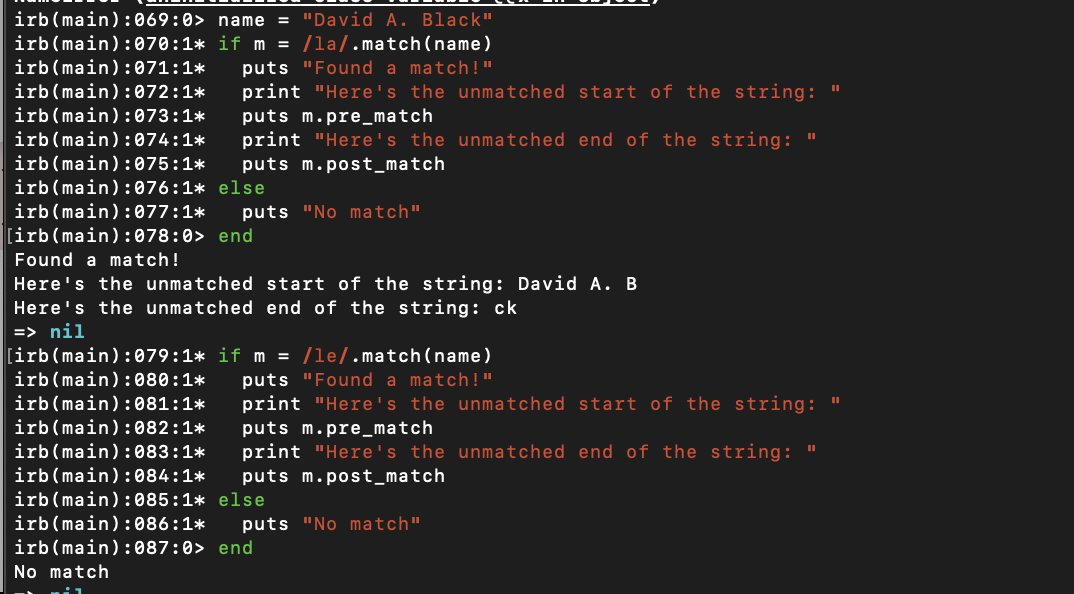 irb(main):069:0> name = "David A. Black"
irb(main):070:1* if m = /la/.match(name)
irb(main):071:1*   puts "Found a match!"
irb(main):072:1*   print "Here's the unmatched start of the string: "
irb(main):073:1*   puts m.pre_match
irb(main):074:1*   print "Here's the unmatched end of the string: "
irb(main):075:1*   puts m.post_match
irb(main):076:1* else
irb(main):077:1*   puts "No match"
[irb(main):078:0> end
Found a match!
Here's the unmatched start of the string: David A. B
Here's the unmatched end of the string: ck
=> nil
[irb(main):079:1* if m = /le/.match(name)
irb(main):080:1*   puts "Found a match!"
irb(main):081:1*   print "Here's the unmatched start of the string: "
irb(main):082:1*   puts m.pre_match
irb(main):083:1*   print "Here's the unmatched end of the string: "
irb(main):084:1*   puts m.post_match
irb(main):085:1* else
irb(main):086:1*   puts "No match"
irb(main):087:0> end
No match
=> nil